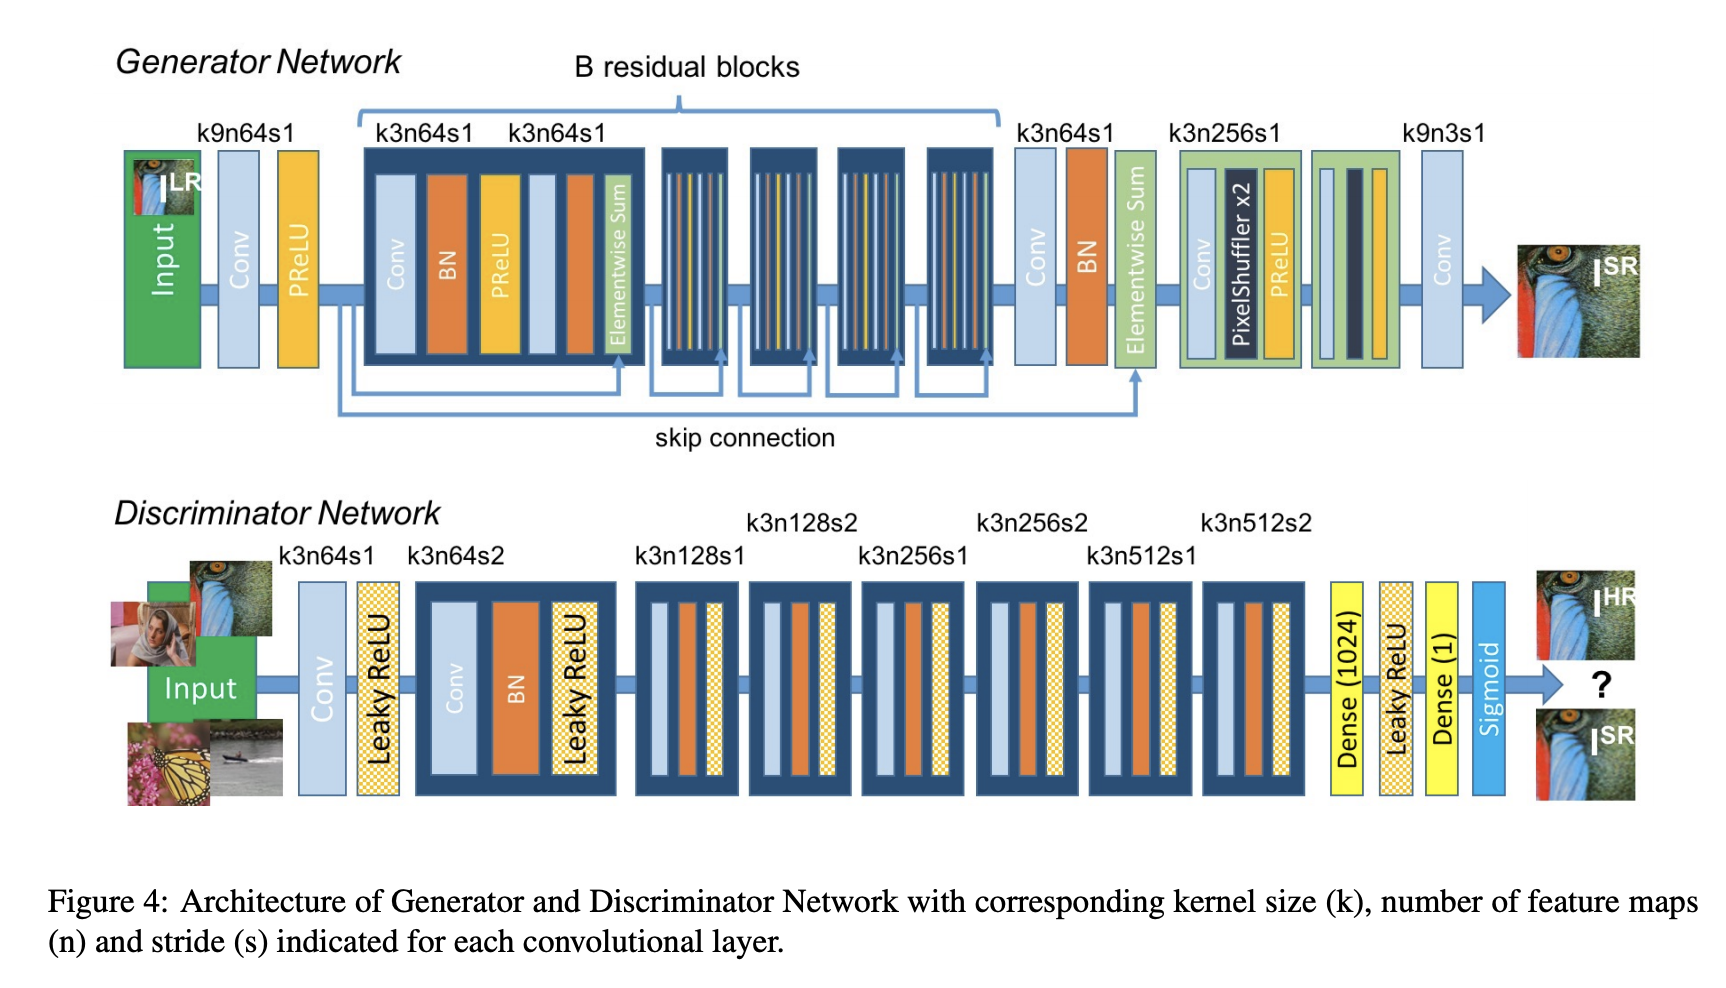 Generator Network
B residual blocks
k9n64s1
k3n64s1
k3n64s1
k3n64s1
k3n256s1
k9n3s1
Input
I^LR
Conv
PReLU
Conv
BN
PReLU
Elementwise Sum
Conv
BN
Elementwise Sum
Conv
PixelShuffler x2
PReLU
Conv
I^SR
skip connection
Discriminator Network
k3n64s1
k3n64s2
k3n128s1
k3n128s2
k3n256s1
k3n256s2
k3n512s1
k3n512s2
Input
Conv
Leaky ReLU
Conv
BN
Leaky ReLU
Dense (1024)
Leaky ReLU
Dense (1)
Sigmoid
I^HR
?
I^SR
Figure 4: Architecture of Generator and Discriminator Network with corresponding kernel size (k), number of feature maps
(n) and stride (s) indicated for each convolutional layer.